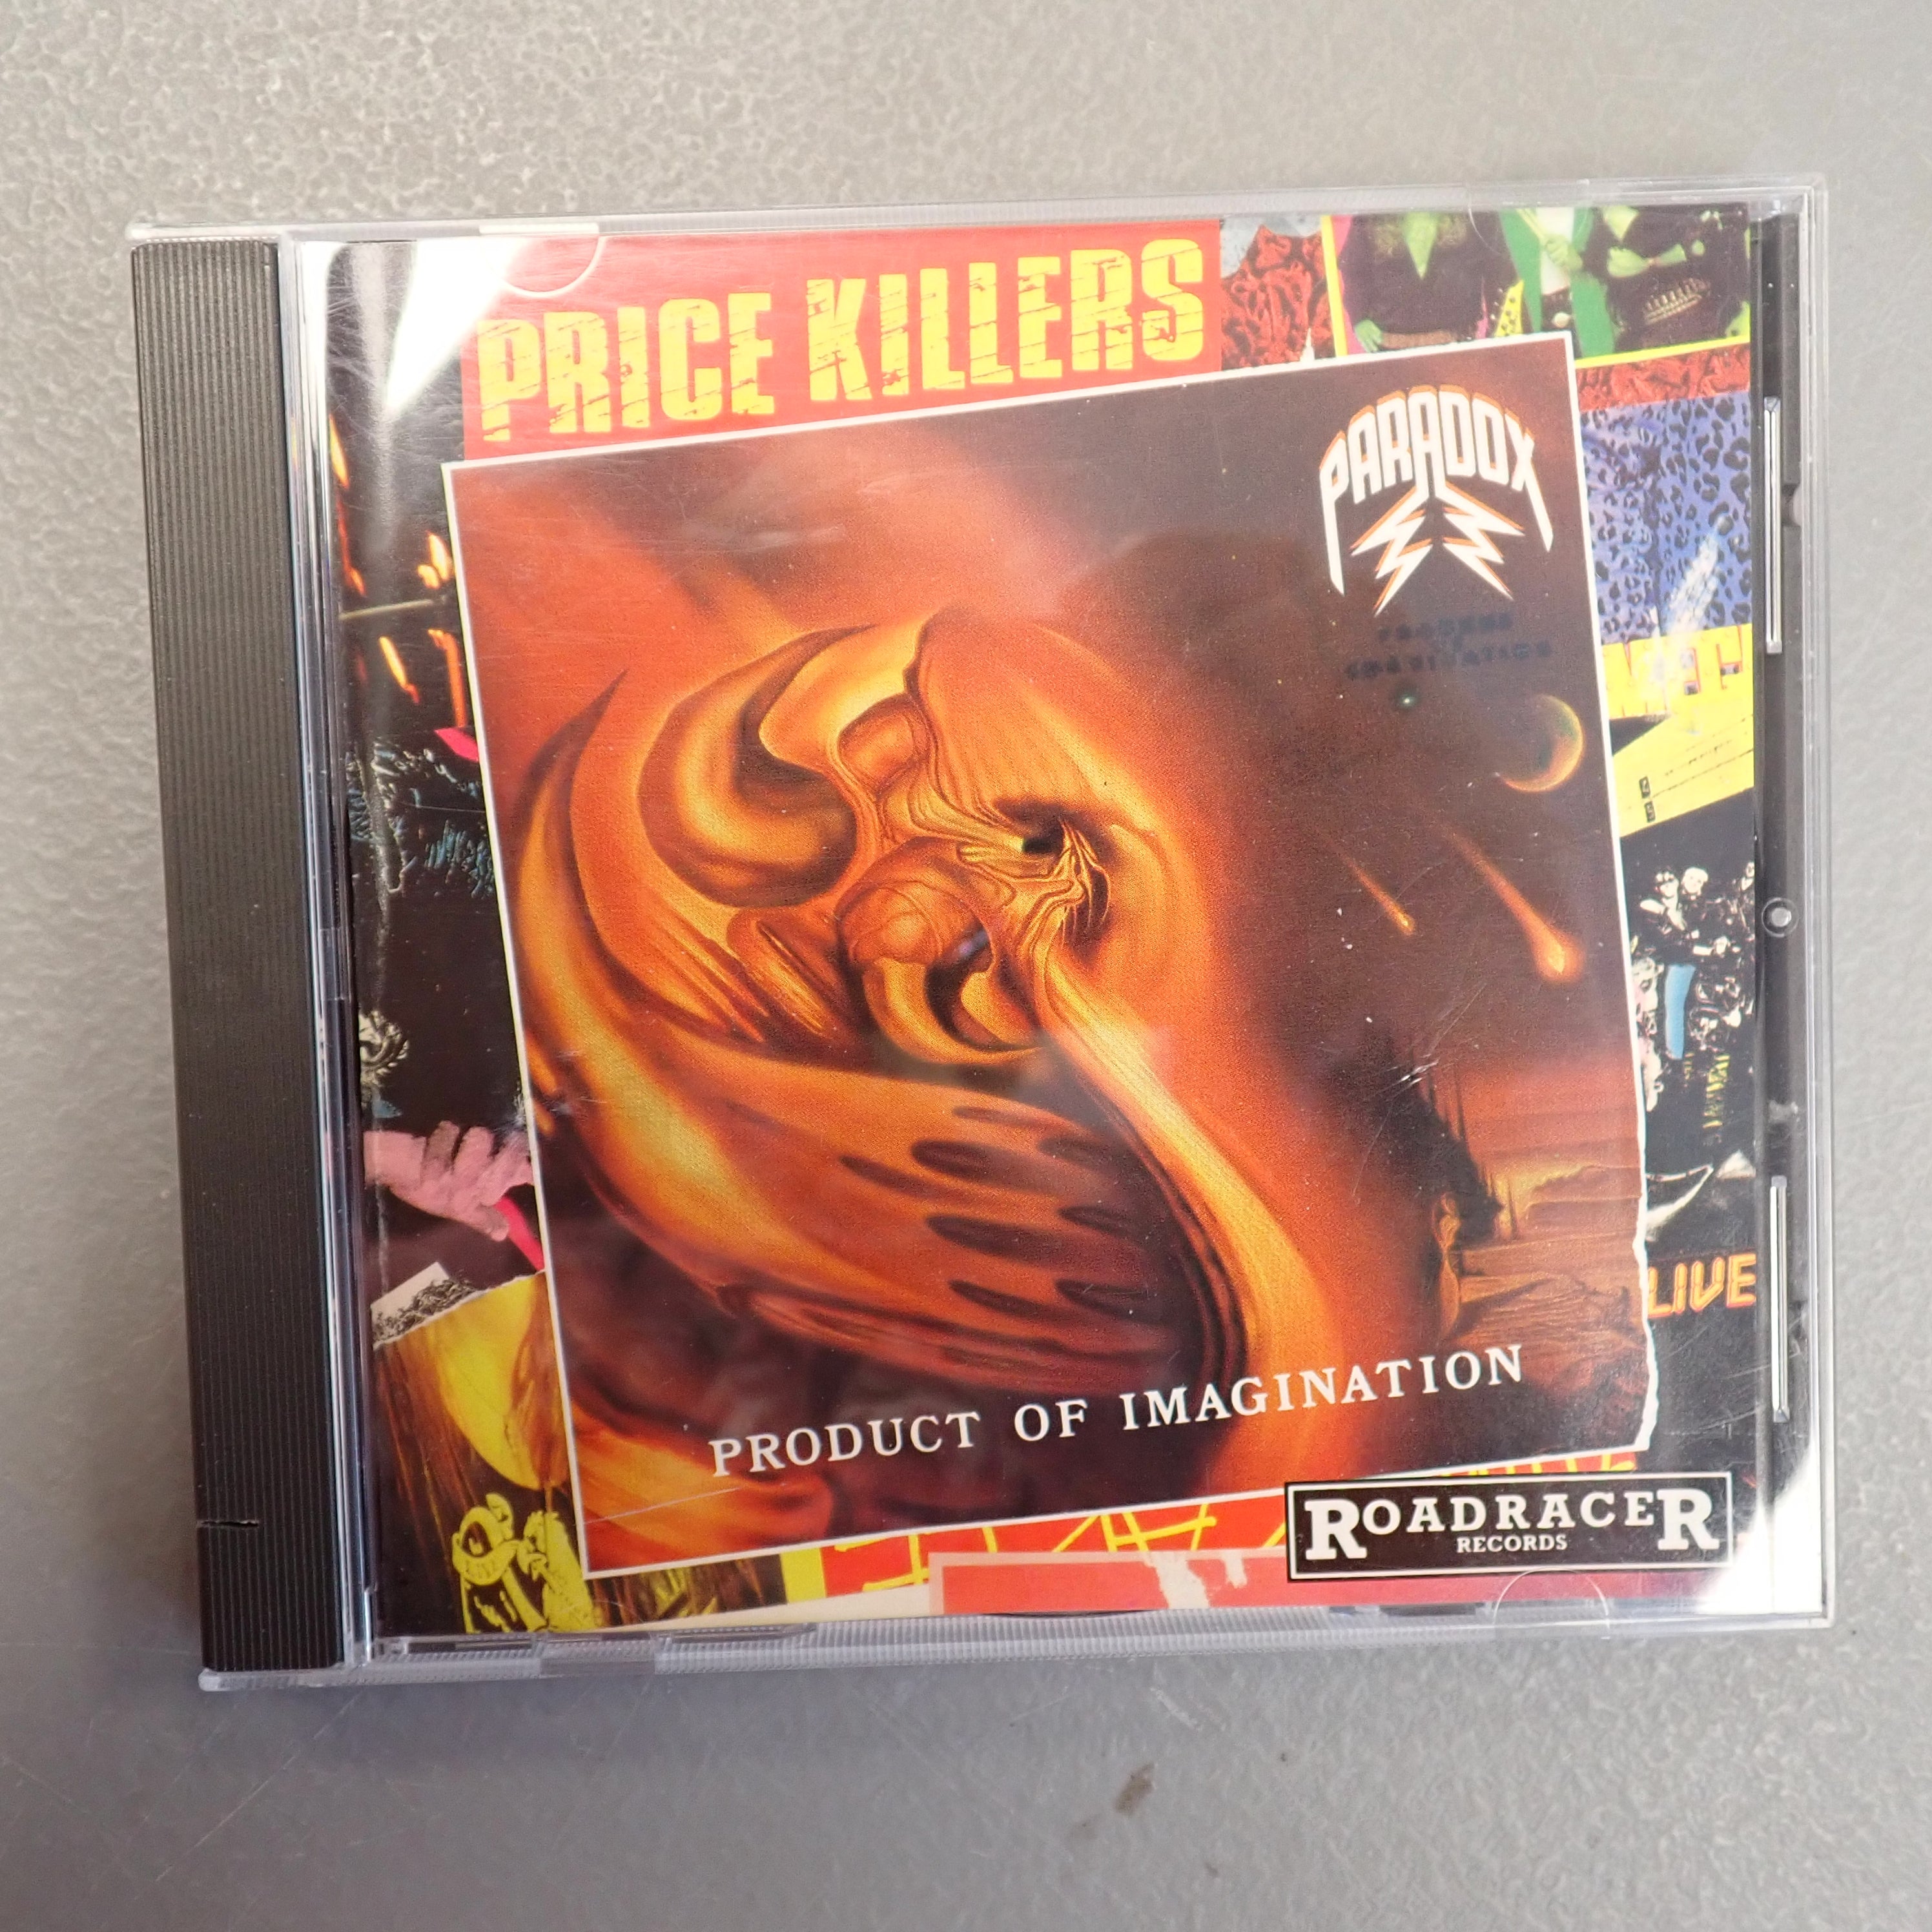 PRICE KILLERS
PARADOX
LIVE
PRODUCT OF IMAGINATION
ROADRACER
RECORDS